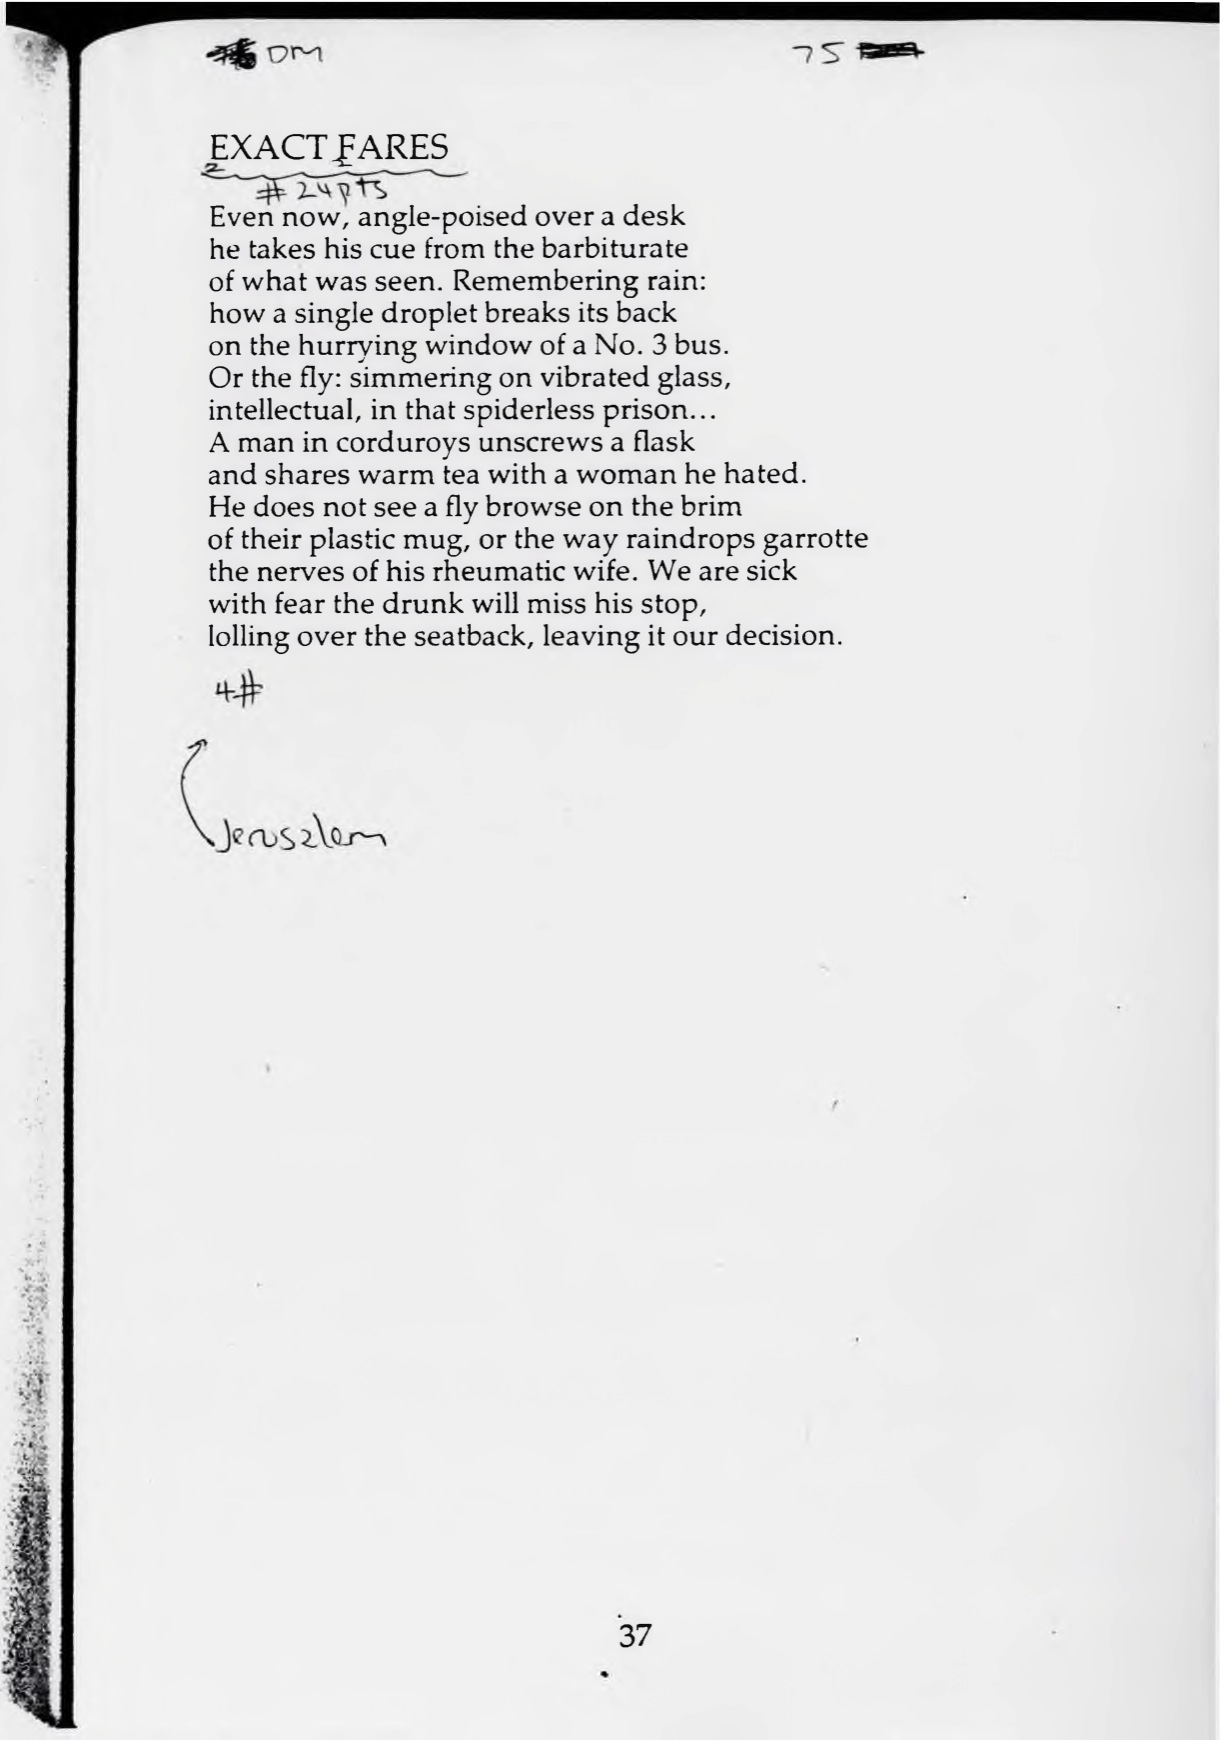 DM 75
EXACT FARES
# 24pts
Even now, angle-poised over a desk
he takes his cue from the barbiturate
of what was seen. Remembering rain:
how a single droplet breaks its back
on the hurrying window of a No. 3 bus.
Or the fly: simmering on vibrated glass,
intellectual, in that spiderless prison...
A man in corduroys unscrews a flask
and shares warm tea with a woman he hated.
He does not see a fly browse on the brim
of their plastic mug, or the way raindrops garrotte
the nerves of his rheumatic wife. We are sick
with fear the drunk will miss his stop,
lolling over the seatback, leaving it our decision.
4#
Jerusalem
37